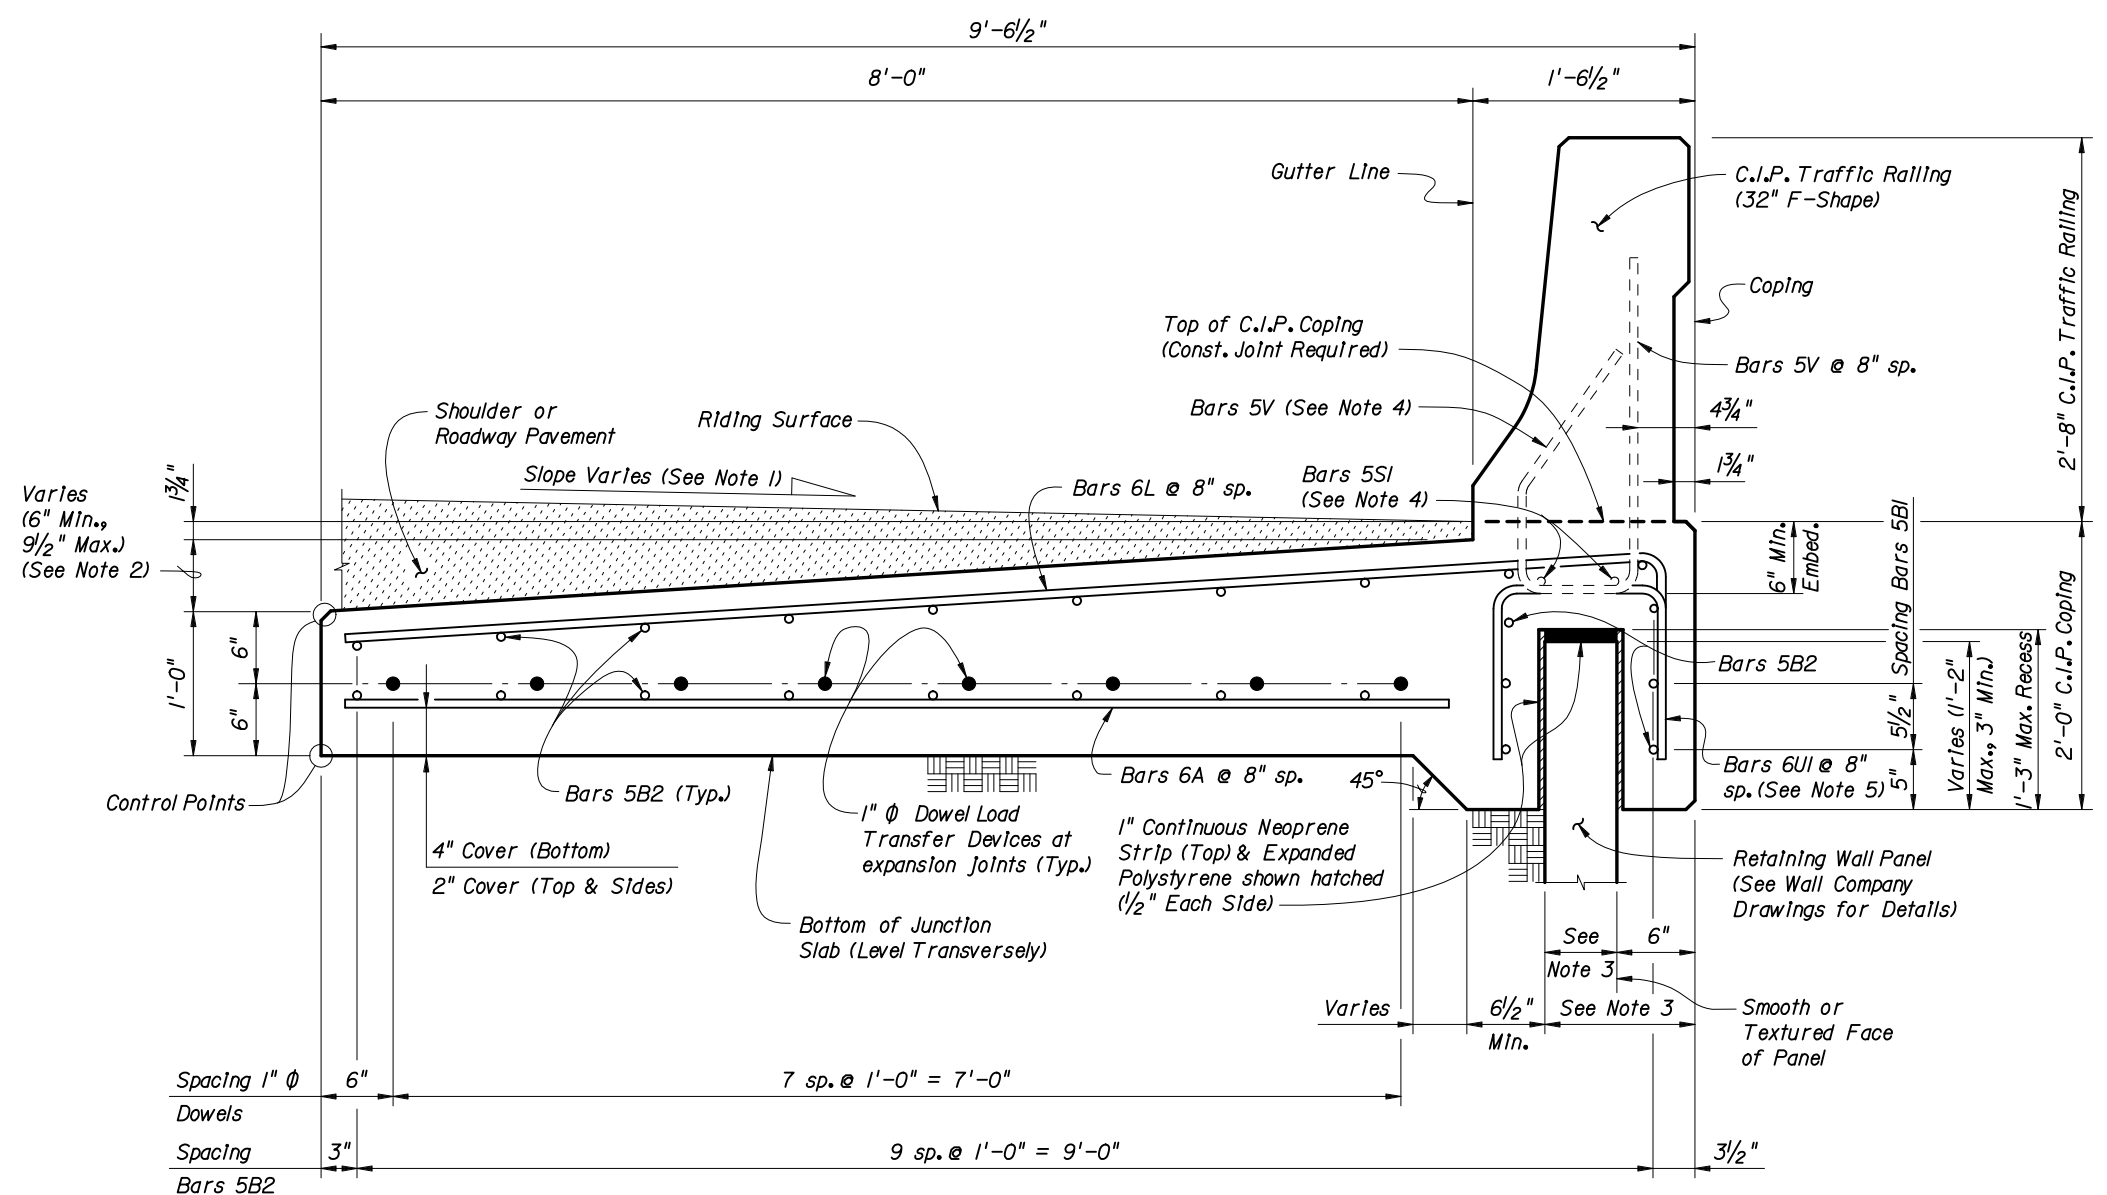 9'-6½"
8'-0"
1'-6½"
Gutter Line
C.I.P. Traffic Railing
(32" F-Shape)
2'-8" C.I.P. Traffic Railing
Coping
Top of C.I.P. Coping
(Const. Joint Required)
Bars 5V @ 8" sp.
Bars 5V (See Note 4)
4¾"
1¾"
Shoulder or
Roadway Pavement
Riding Surface
Slope Varies (See Note 1)
Bars 6L @ 8" sp.
Bars 5S1
(See Note 4)
1¾"
Varies
(6" Min.,
9½" Max.)
(See Note 2)
6" Min.
Embed.
Spacing Bars 5B1
6"
6"
1'-0"
Bars 5B2
5½"
5"
Varies (1'-2"
Max., 3" Min.)
1'-3" Max. Recess
2'-0" C.I.P. Coping
Control Points
Bars 5B2 (Typ.)
Bars 6A @ 8" sp.
45°
Bars 6U1 @ 8"
sp. (See Note 5)
4" Cover (Bottom)
2" Cover (Top & Sides)
1" Φ Dowel Load
Transfer Devices at
expansion joints (Typ.)
1" Continuous Neoprene
Strip (Top) & Expanded
Polystyrene shown hatched
(½" Each Side)
Retaining Wall Panel
(See Wall Company
Drawings for Details)
Bottom of Junction
Slab (Level Transversely)
See
Note 3
6"
Varies
6½"
Min.
See Note 3
Smooth or
Textured Face
of Panel
Spacing 1" Φ
Dowels
6"
7 sp. @ 1'-0" = 7'-0"
Spacing
Bars 5B2
3"
9 sp. @ 1'-0" = 9'-0"
3½"